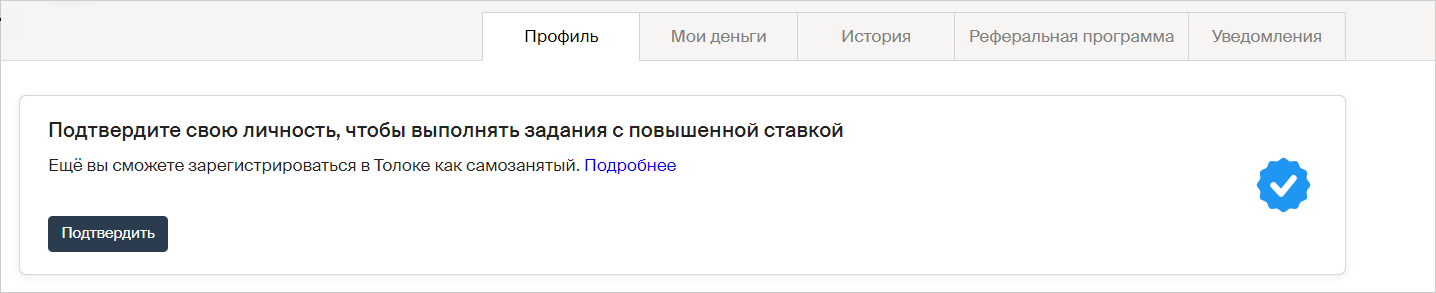 Профиль Мои деньги История Реферальная программа Уведомления
Подтвердите свою личность, чтобы выполнять задания с повышенной ставкой
Ещё вы сможете зарегистрироваться в Толоке как самозанятый. Подробнее
Подтвердить